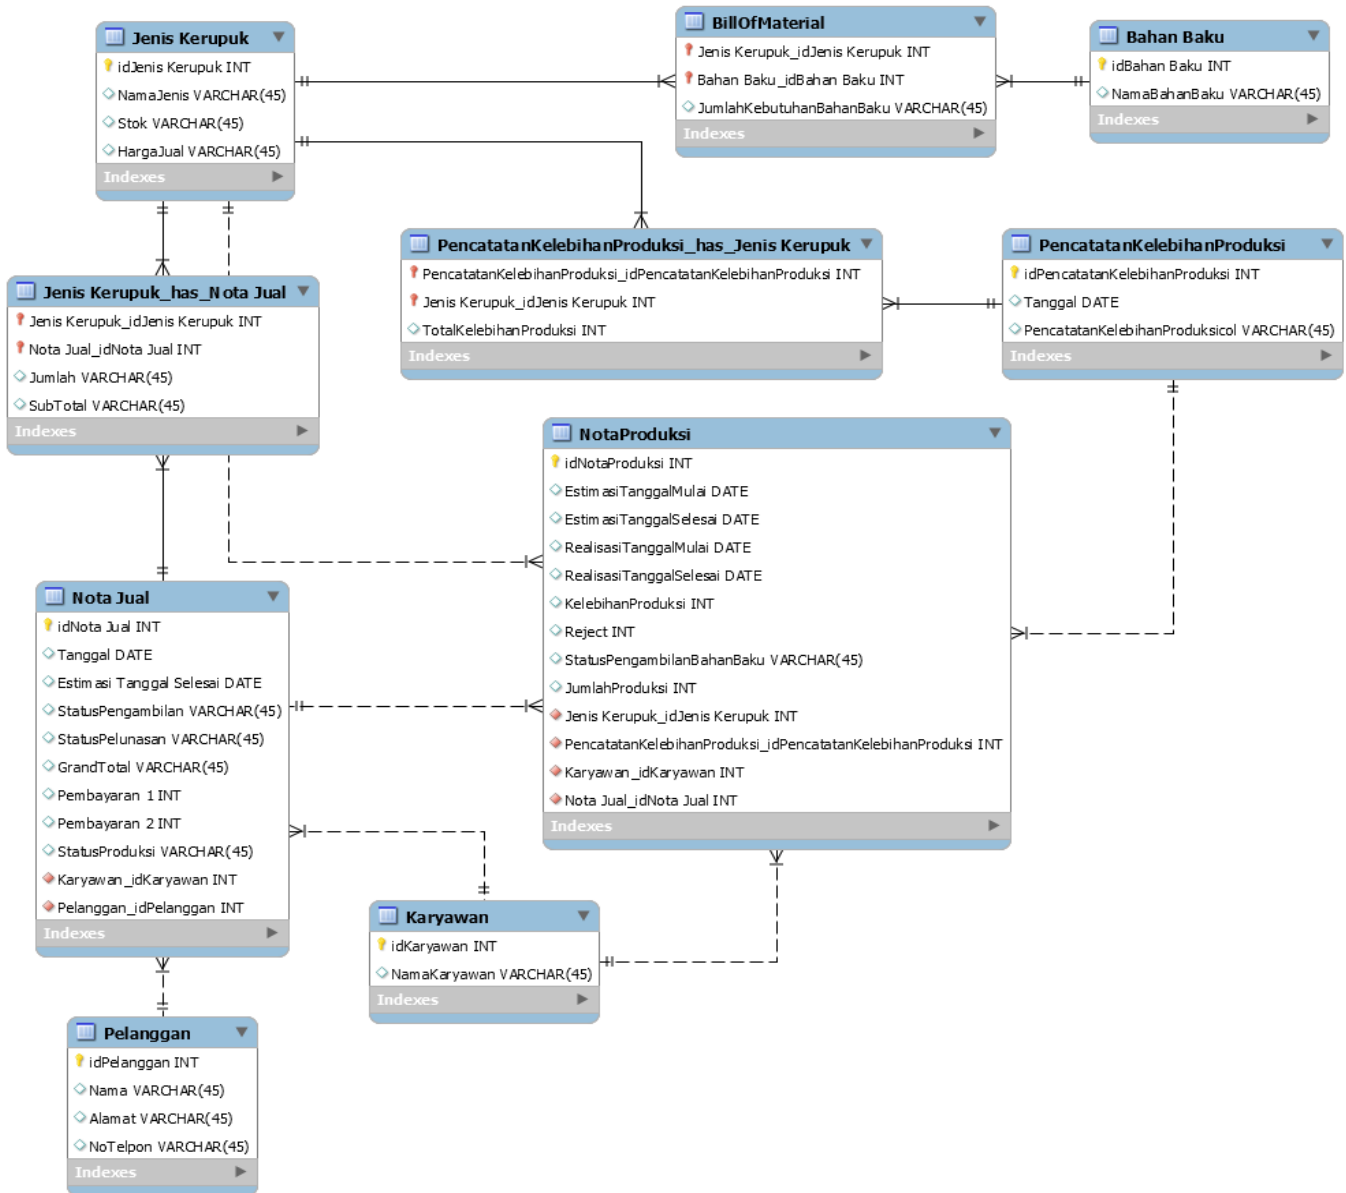 Jenis Kerupuk
idJenis Kerupuk INT
NamaJenis VARCHAR(45)
Stok VARCHAR(45)
HargaJual VARCHAR(45)
Indexes
BillOfMaterial
Jenis Kerupuk_idJenis Kerupuk INT
Bahan Baku_idBahan Baku INT
JumlahKebutuhanBahanBaku VARCHAR(45)
Indexes
Bahan Baku
idBahan Baku INT
NamaBahanBaku VARCHAR(45)
Indexes
PencatatanKelebihanProduksi_has_Jenis Kerupuk
PencatatanKelebihanProduksi_idPencatatanKelebihanProduksi INT
Jenis Kerupuk_idJenis Kerupuk INT
TotalKelebihanProduksi INT
Indexes
PencatatanKelebihanProduksi
idPencatatanKelebihanProduksi INT
Tanggal DATE
PencatatanKelebihanProduksicol VARCHAR(45)
Indexes
Jenis Kerupuk_has_Nota Jual
Jenis Kerupuk_idJenis Kerupuk INT
Nota Jual_idNota Jual INT
Jumlah VARCHAR(45)
SubTotal VARCHAR(45)
Indexes
NotaProduksi
idNotaProduksi INT
EstimasiTanggalMulai DATE
EstimasiTanggalSelesai DATE
RealisasiTanggalMulai DATE
RealisasiTanggalSelesai DATE
KelebihanProduksi INT
Reject INT
StatusPengambilanBahanBaku VARCHAR(45)
JumlahProduksi INT
Jenis Kerupuk_idJenis Kerupuk INT
PencatatanKelebihanProduksi_idPencatatanKelebihanProduksi INT
Karyawan_idKaryawan INT
Nota Jual_idNota Jual INT
Indexes
Nota Jual
idNota Jual INT
Tanggal DATE
Estimasi Tanggal Selesai DATE
StatusPengambilan VARCHAR(45)
StatusPelunasan VARCHAR(45)
GrandTotal VARCHAR(45)
Pembayaran 1 INT
Pembayaran 2 INT
StatusProduksi VARCHAR(45)
Karyawan_idKaryawan INT
Pelanggan_idPelanggan INT
Indexes
Karyawan
idKaryawan INT
NamaKaryawan VARCHAR(45)
Indexes
Pelanggan
idPelanggan INT
Nama VARCHAR(45)
Alamat VARCHAR(45)
NoTelpon VARCHAR(45)
Indexes